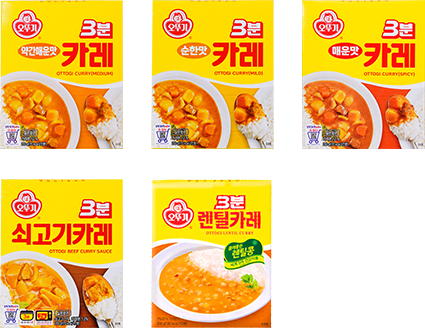 오뚜기
3분
약간매운맛
카레
OTTOGI CURRY(MEDIUM)
오뚜기
3분
순한맛
카레
OTTOGI CURRY(MILD)
오뚜기
3분
매운맛
카레
OTTOGI CURRY(SPICY)
오뚜기
3분
쇠고기카레
OTTOGI BEEF CURRY SAUCE
오뚜기
3분
렌틸카레
OTTOGI LENTIL CURRY
렌틸콩